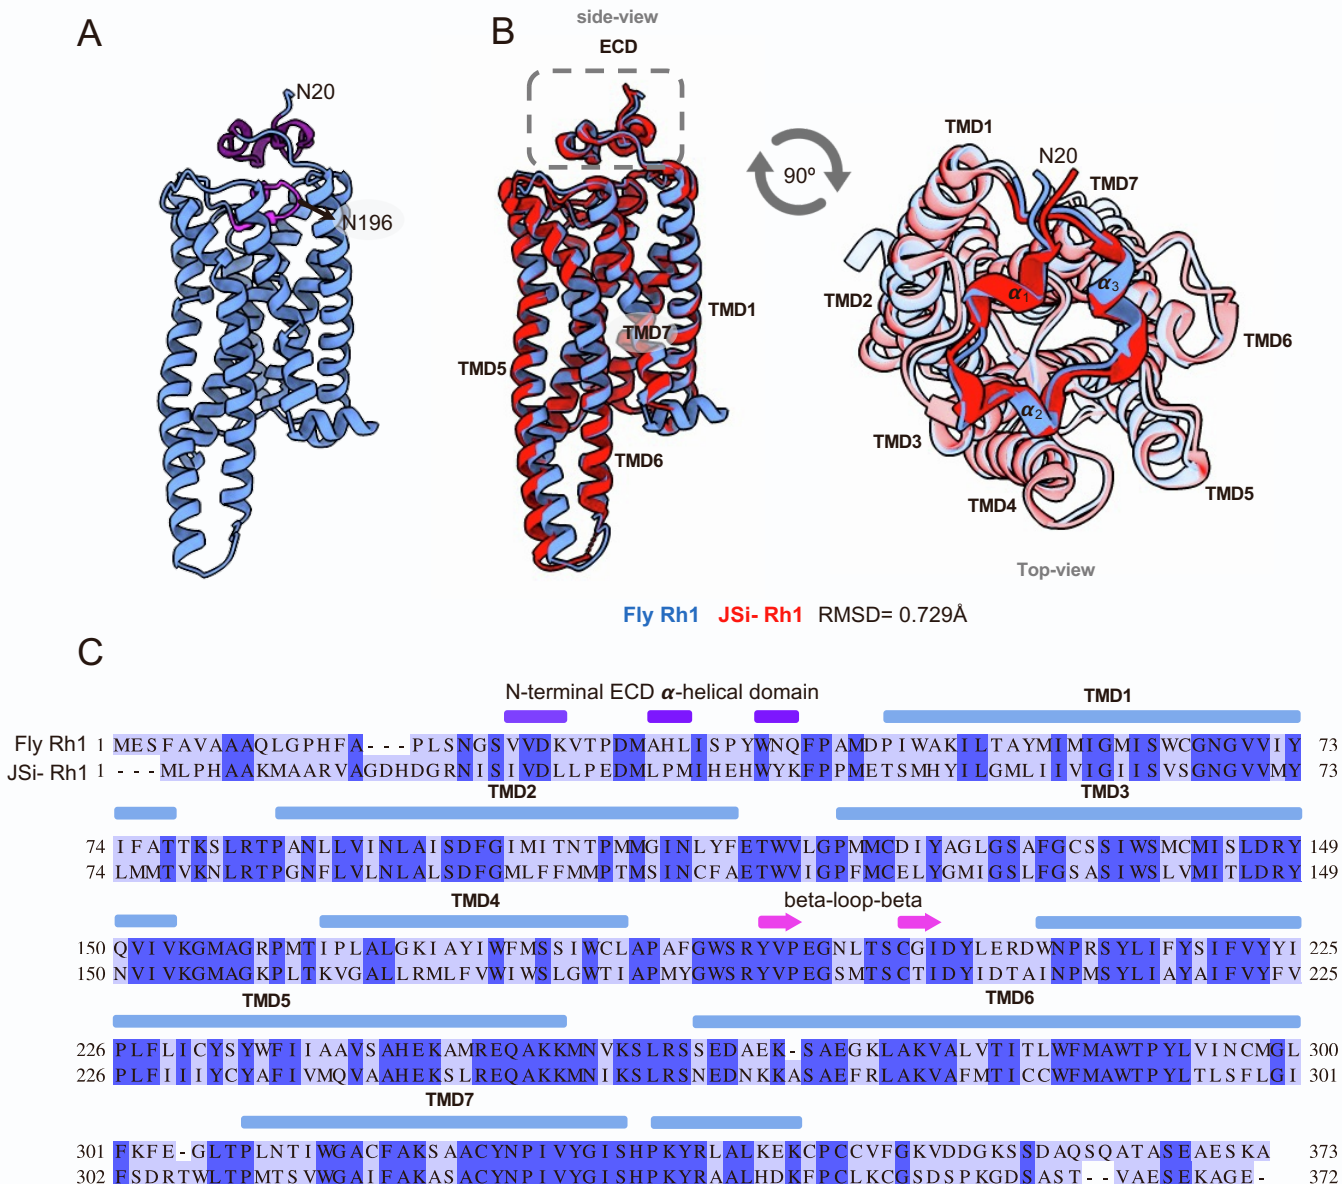 A
N20
N196
B
side-view
ECD
TMD1
TMD7
TMD5
TMD6
90º
TMD1
N20
TMD7
TMD2
α1
α3
TMD6
α2
TMD3
TMD4
TMD5
Top-view
Fly Rh1 JSi- Rh1 RMSD= 0.729Å
C
N-terminal ECD α-helical domain
TMD1
Fly Rh1 1 MESFAVAAAQLGPHFA---PLSNGSVVDKVTPDMAHLISPYWNQFPAMDPIWAKILTAYMIMIGMISWCGNGVVIY 73
JSi- Rh1 1 ---MLPHAAKMAARVAGDHDGRNISIVDLLPEDMLPMIHEHWYKFPPMETSMHYILGMLIIVIGIISVSGNGVVMY 73
TMD2 TMD3
74 IFATTKSLRTPANLLVINLAISDFGIMITNTPMMGINLYFETWVLGPMMCDIYAGLGSAFGCSSIWSMCMISLDRY 149
74 LMMTVKNLRTPGNFLVLNLALSDFGMLFFMMPTMSINCFAETWVIGPFMCELYGMIGSLFGSASIWSLVMITLDRY 149
TMD4 beta-loop-beta
150 QVIVKGMAGRPMTIPLALGKIAYIWFMSSIWCLAPAFGWSRYVPEGNLTSCGIDYLERDWNPRSYLIFYSIFVYYI 225
150 NVIVKGMAGKPLTKVGALLRMLFVWIWSLGWTIAPMYGWSRYVPEGSMTSCTIDYIDTAINPMSYLIAYAIFVYFV 225
TMD5 TMD6
226 PLFLICYSYWFIIAAVSAHEKAMREQAKKMNVKSLRSSEDAEK-SAEGKLAKVALVTITLWFMAWTPYLVINCMGL 300
226 PLFIIIYCYAFIVMQVAAHEKSLREQAKKMNIKSLRSNEDNKKASAEFRLAKVAFMTICCWFMAWTPYLTLSFLGI 301
TMD7
301 FKFE-GLTPLNTIWGACFAKSAACYNPIVYGISHPKYRLALKEKCPCCVFGKVDDGKSSDAQSQATASEAESKA 373
302 FSDRTWLTPMTSVWGAIFAKASACYNPIVYGISHPKYRAALHDKFPCLKCGSDSPKGDSAST--VAESEKAGE- 372